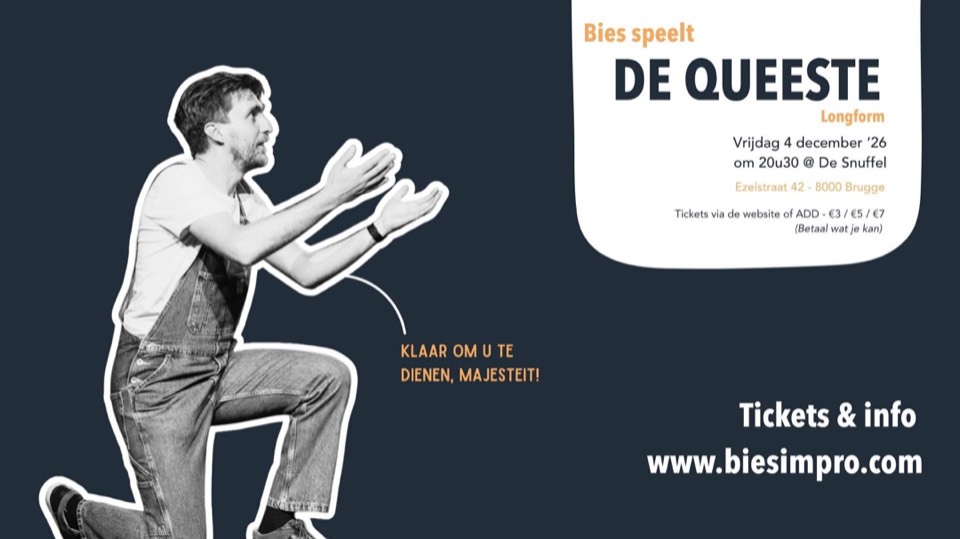 Bies speelt
DE QUEESTE
Longform
Vrijdag 4 december ‘26
om 20u30 @ De Snuffel
Ezelstraat 42 - 8000 Brugge
Tickets via de website of ADD - €3 / €5 / €7
(Betaal wat je kan)
KLAAR OM U TE
DIENEN, MAJESTEIT!
Tickets & info
www.biesimpro.com